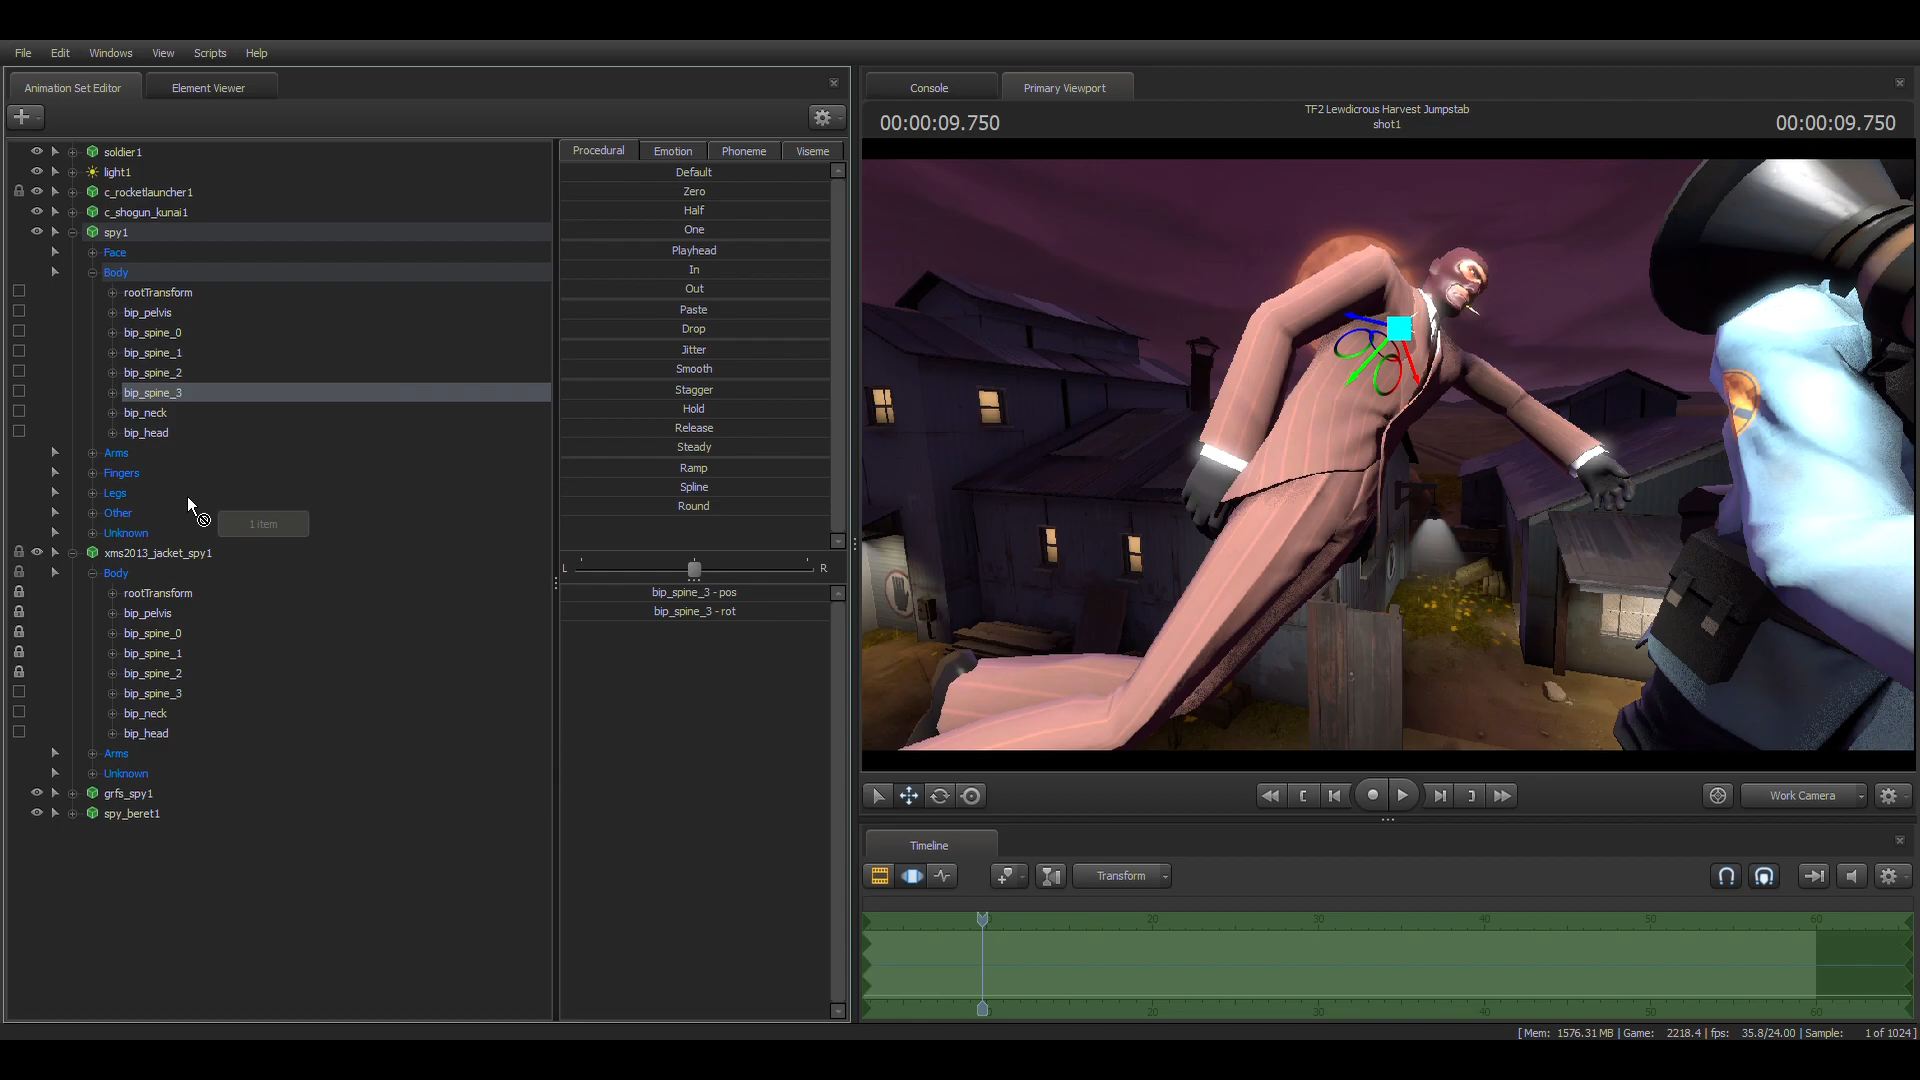 File Edit Windows View Scripts Help
Animation Set Editor Element Viewer
Console Primary Viewport
00:00:09.750
TF2 Lewdicrous Harvest Jumpstab
shot1
00:00:09.750
soldier1
light1
c_rocketlauncher1
c_shogun_kunai1
spy1
Face
Body
rootTransform
bip_pelvis
bip_spine_0
bip_spine_1
bip_spine_2
bip_spine_3
bip_neck
bip_head
Arms
Fingers
Legs
Other
1 item
Unknown
xms2013_jacket_spy1
Body
rootTransform
bip_pelvis
bip_spine_0
bip_spine_1
bip_spine_2
bip_spine_3
bip_neck
bip_head
Arms
Unknown
grfs_spy1
spy_beret1
Procedural Emotion Phoneme Viseme
Default
Zero
Half
One
Playhead
In
Out
Paste
Drop
Jitter
Smooth
Stagger
Hold
Release
Steady
Ramp
Spline
Round
L R
bip_spine_3 - pos
bip_spine_3 - rot
Work Camera
Timeline
Transform
20 30 40 50 60
20 30 40 50 60
[ Mem: 1576.31 MB | Game: 2218.4 | fps: 35.8/24.00 | Sample: 1 of 1024 ]